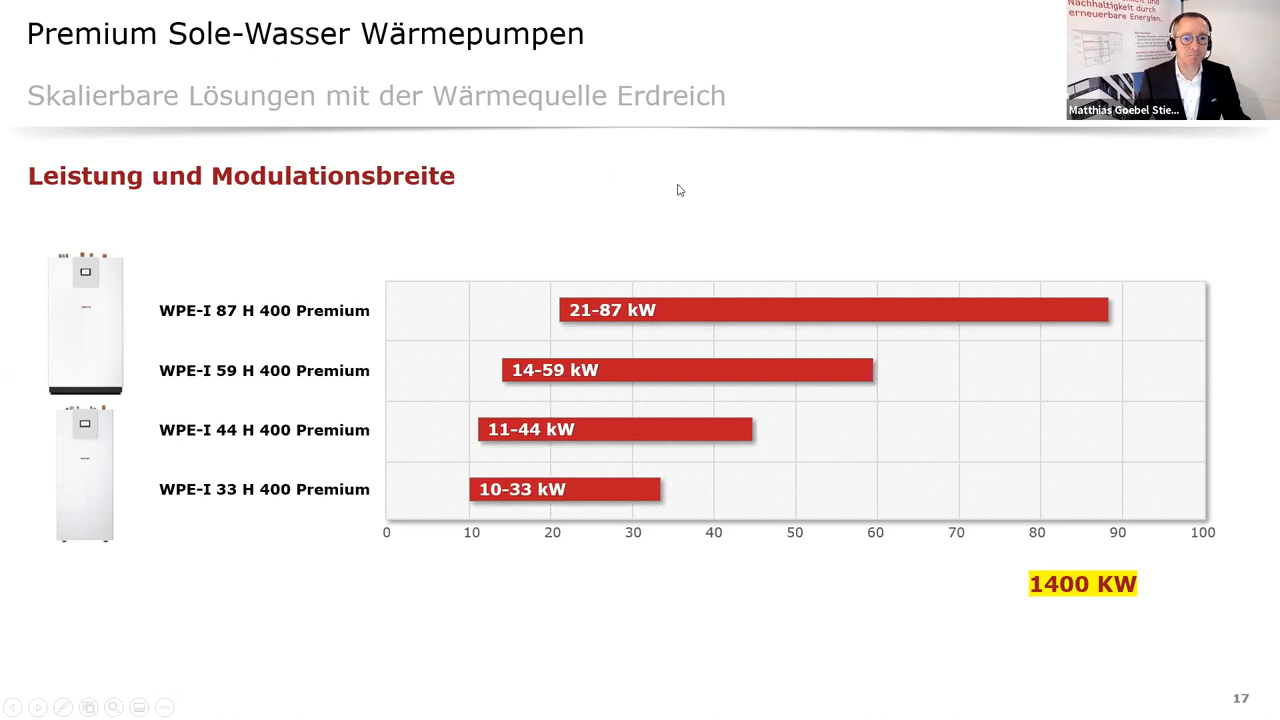 Premium Sole-Wasser Wärmepumpen
Skalierbare Lösungen mit der Wärmequelle Erdreich
Nachhaltigkeit durch
erneuerbare Energien.
Matthias Goebel Stie...
Leistung und Modulationsbreite
WPE-I 87 H 400 Premium
21-87 kW
WPE-I 59 H 400 Premium
14-59 kW
WPE-I 44 H 400 Premium
11-44 kW
WPE-I 33 H 400 Premium
10-33 kW
0 10 20 30 40 50 60 70 80 90 100
1400 KW
17